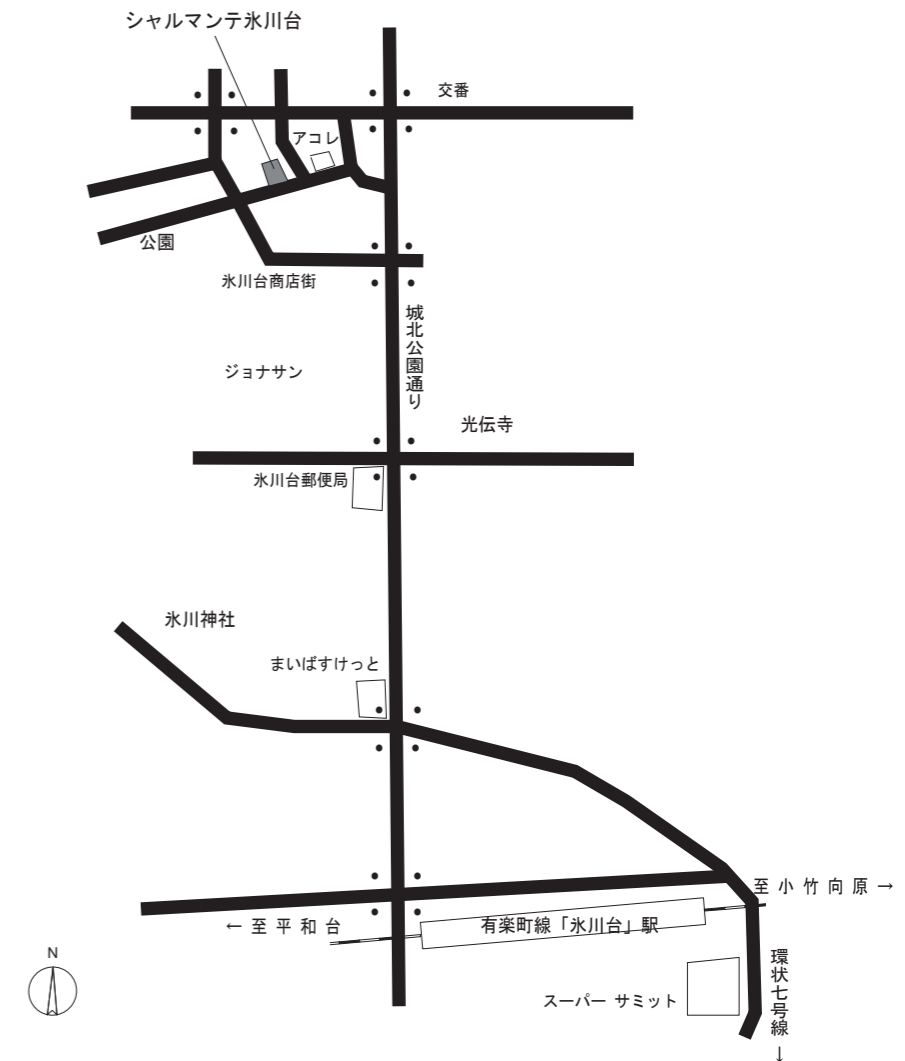 シャルマンテ氷川台
交番
アコレ
公園
氷川台商店街
城北公園通り
ジョナサン
光伝寺
氷川台郵便局
氷川神社
まいばすけっと
至小竹向原→
←至平和台
有楽町線「氷川台」駅
N
環状七号線↓
スーパー サミット